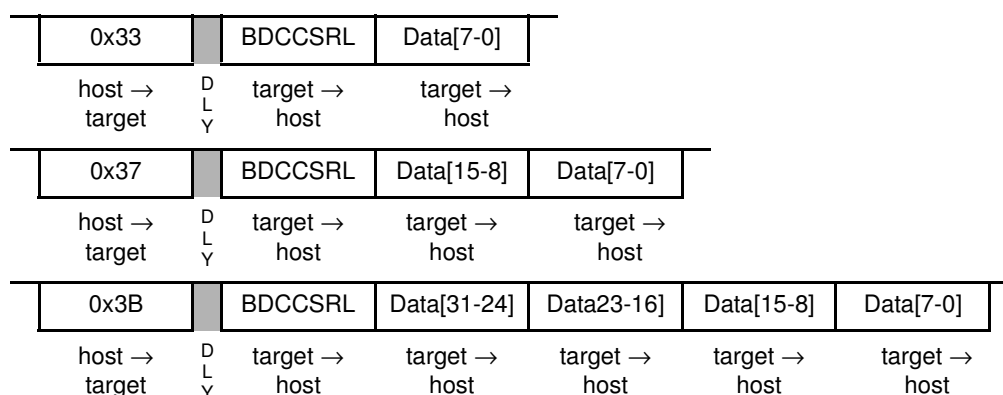 0x33 BDCCSRL Data[7-0]
host → D target → target →
target L host host
Y
0x37 BDCCSRL Data[15-8] Data[7-0]
host → D target → target → target →
target L host host host
Y
0x3B BDCCSRL Data[31-24] Data23-16] Data[15-8] Data[7-0]
host → D target → target → target → target → target →
target L host host host host host
Y